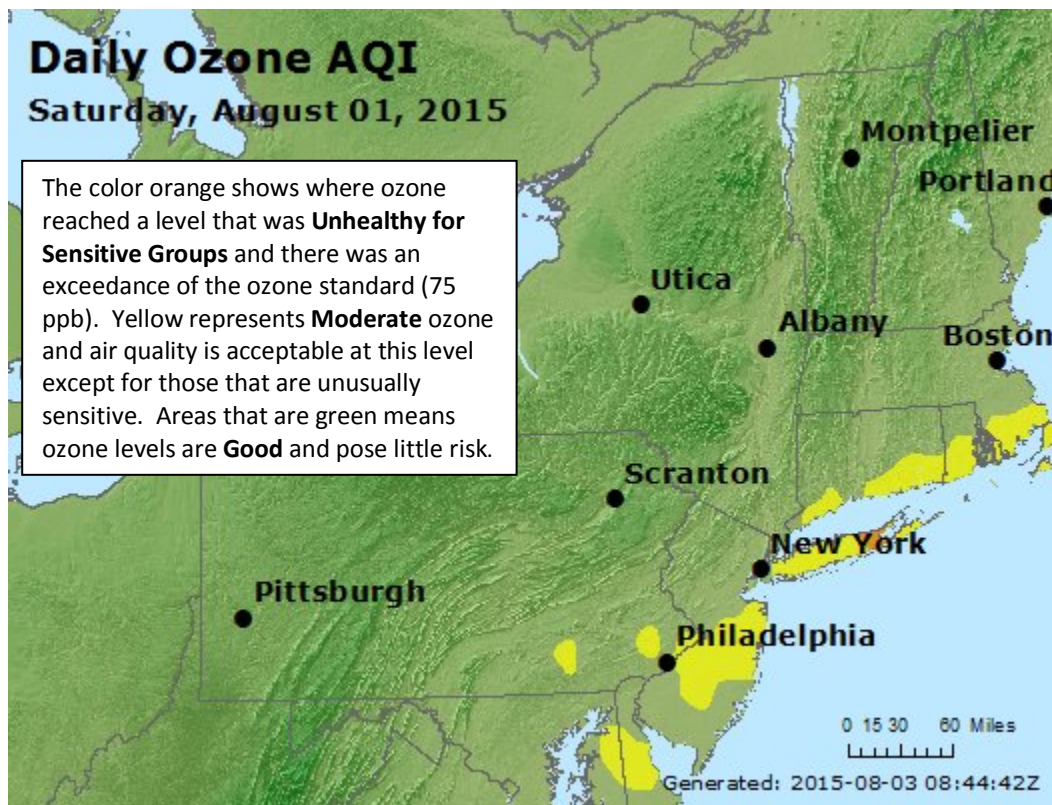 Daily Ozone AQI
Saturday, August 01, 2015
The color orange shows where ozone
reached a level that was Unhealthy for
Sensitive Groups and there was an
exceedance of the ozone standard (75
ppb). Yellow represents Moderate ozone
and air quality is acceptable at this level
except for those that are unusually
sensitive. Areas that are green means
ozone levels are Good and pose little risk.
Montpelier
Portland
Utica
Albany
Boston
Scranton
New York
Pittsburgh
Philadelphia
0 15 30 60 Miles
Generated: 2015-08-03 08:44:42Z